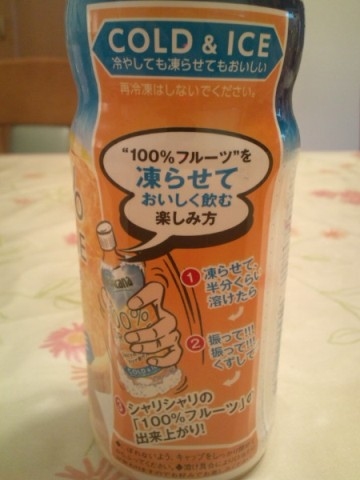 COLD & ICE
冷やしても凍らせてもおいしい
再冷凍はしないでください。
“100%フルーツ”を
凍らせて
おいしく飲む
楽しみ方
1 凍らせて、
半分くらい
溶けたら
2 振って!!!
振って!!!
くずして
シャリシャリの
「100%フルーツ」の
出来上がり!